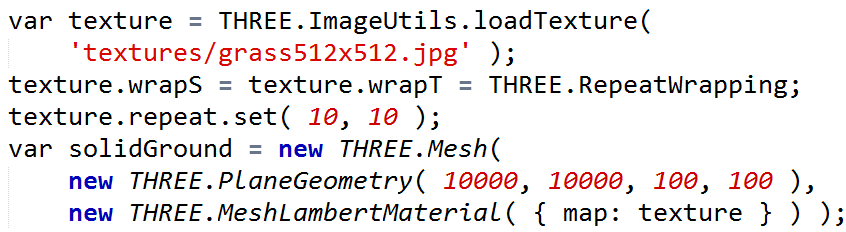 var texture = THREE.ImageUtils.loadTexture(
    'textures/grass512x512.jpg' );
texture.wrapS = texture.wrapT = THREE.RepeatWrapping;
texture.repeat.set( 10, 10 );
var solidGround = new THREE.Mesh(
    new THREE.PlaneGeometry( 10000, 10000, 100, 100 ),
    new THREE.MeshLambertMaterial( { map: texture } ) );